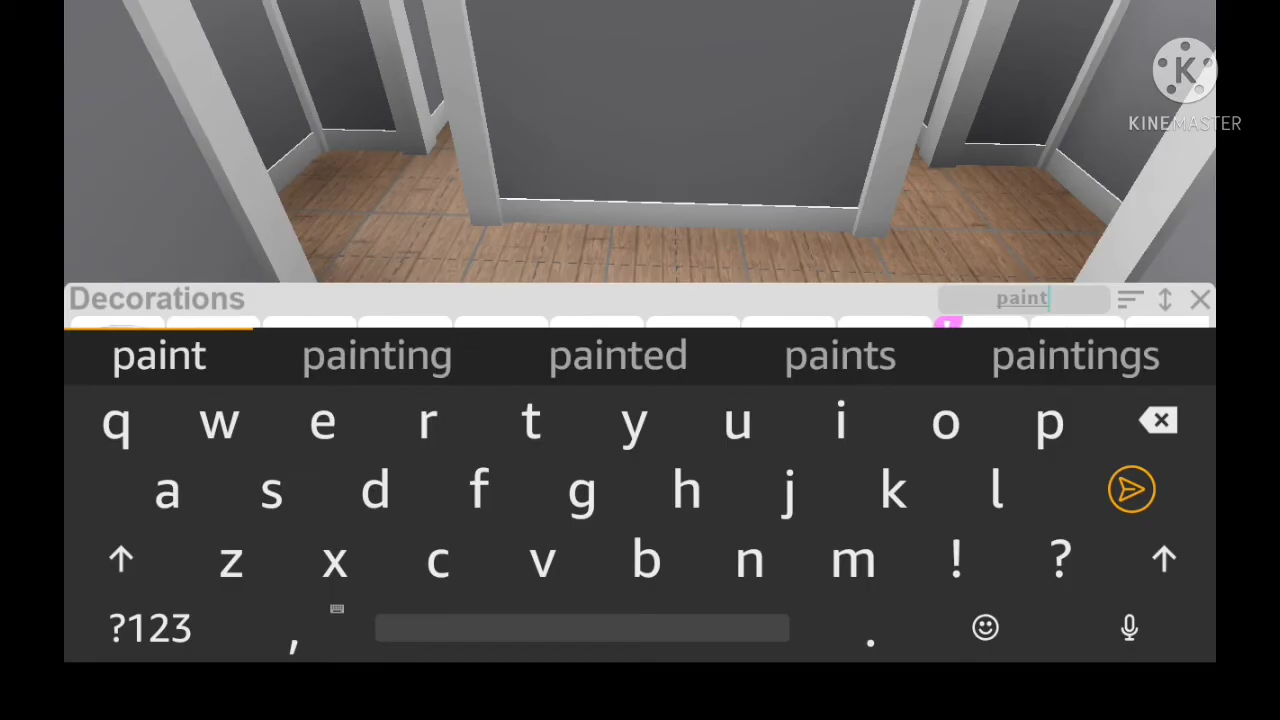 KINEMASTER
Decorations paint
paint painting painted paints paintings
q w e r t y u i o p
a s d f g h j k l
z x c v b n m ! ?
?123 , .